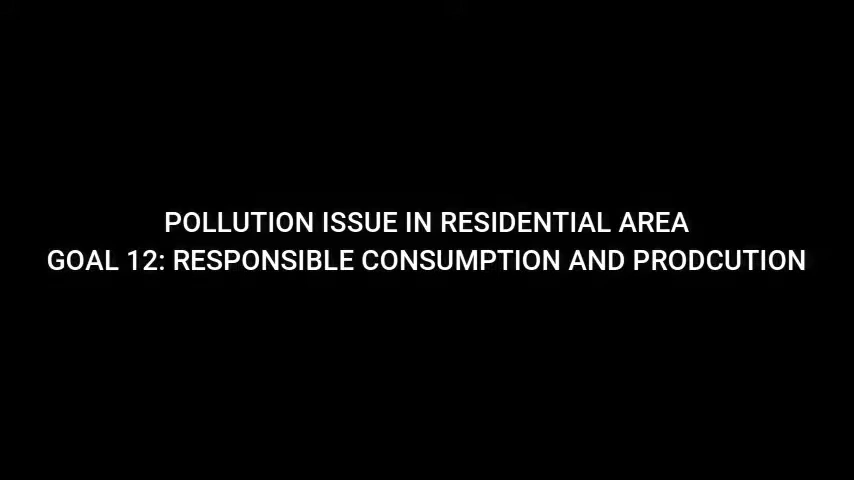 POLLUTION ISSUE IN RESIDENTIAL AREA
GOAL 12: RESPONSIBLE CONSUMPTION AND PRODCUTION